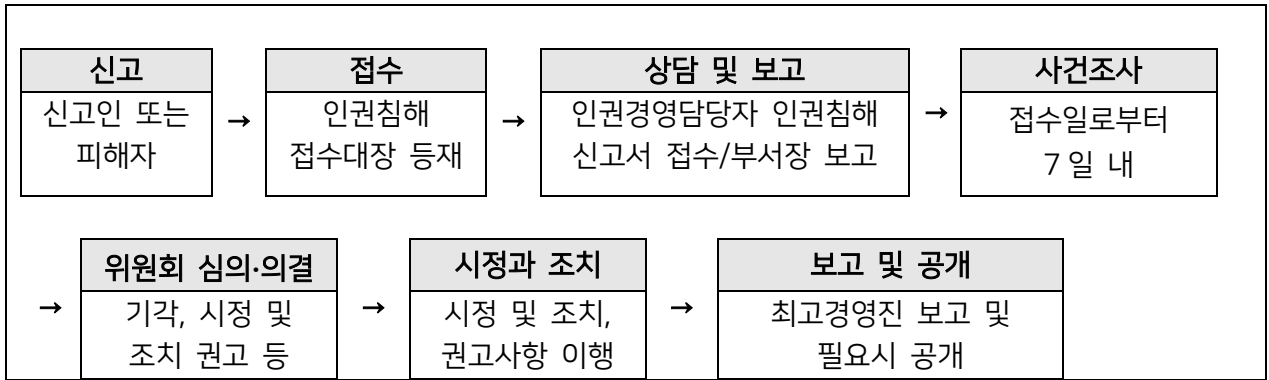 신고
신고인 또는
피해자
→
접수
인권침해
접수대장 등재
→
상담 및 보고
인권경영담당자 인권침해
신고서 접수/부서장 보고
→
사건조사
접수일로부터
7일 내
→
위원회 심의·의결
기각, 시정 및
조치 권고 등
→
시정과 조치
시정 및 조치,
권고사항 이행
→
보고 및 공개
최고경영진 보고 및
필요시 공개